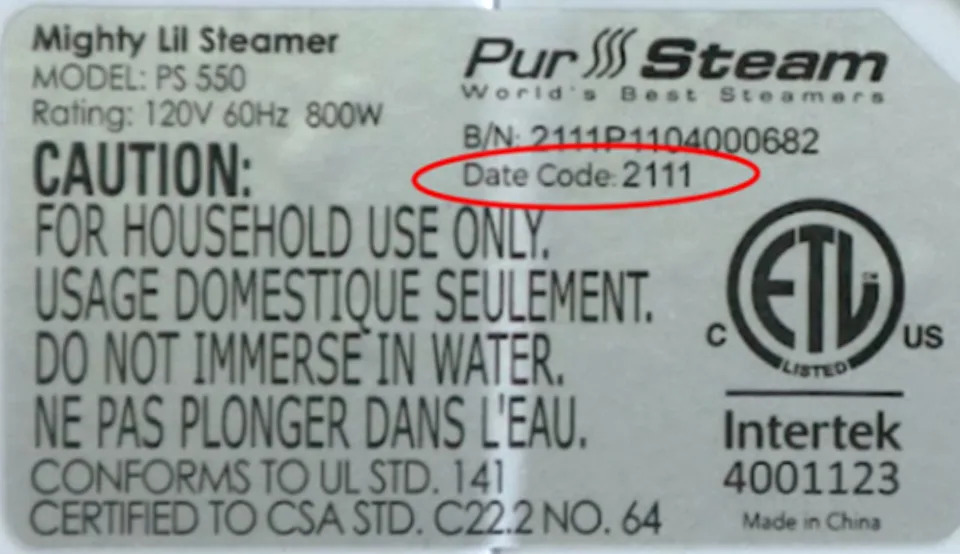 Mighty Lil Steamer
MODEL: PS 550
Rating: 120V 60Hz 800W
PurSteam
World's Best Steamers
B/N: 2111P1104000682
Date Code: 2111
CAUTION:
FOR HOUSEHOLD USE ONLY.
USAGE DOMESTIQUE SEULEMENT.
DO NOT IMMERSE IN WATER.
NE PAS PLONGER DANS L'EAU.
CONFORMS TO UL STD. 141
CERTIFIED TO CSA STD. C22.2 NO. 64
ETL
TM
C US
LISTED
Intertek
4001123
Made in China